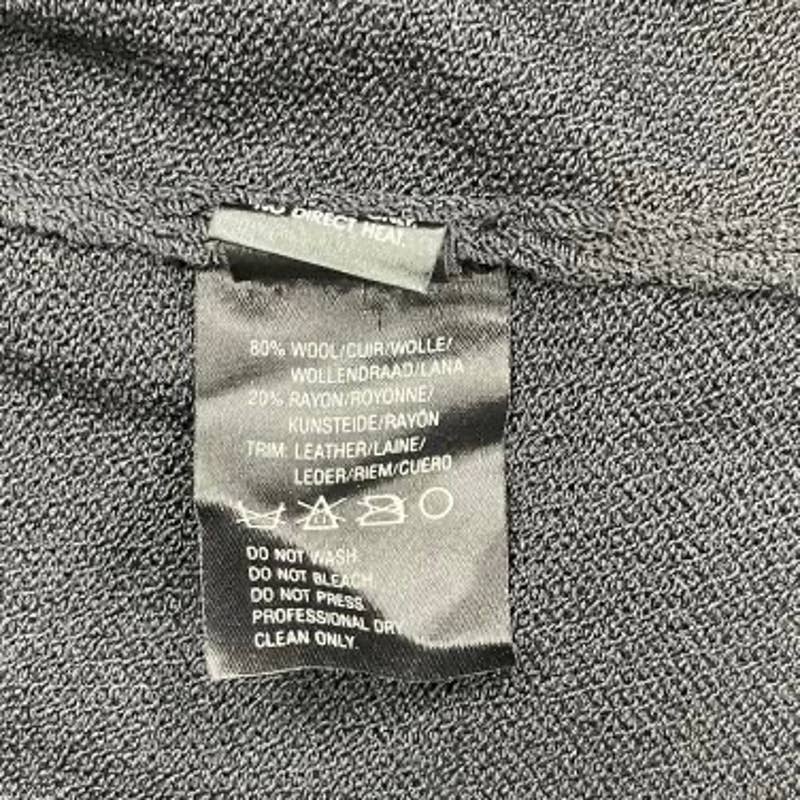 DIRECT HEAT.
80% WOOL/CUIR/WOLLE/
WOLLENDRAAD/LANA
20% RAYON/ROYONNE/
KUNSTEIDE/RAYÓN
TRIM: LEATHER/LAINE/
LEDER/RIEM/CUERO
DO NOT WASH.
DO NOT BLEACH.
DO NOT PRESS.
PROFESSIONAL DRY
CLEAN ONLY.